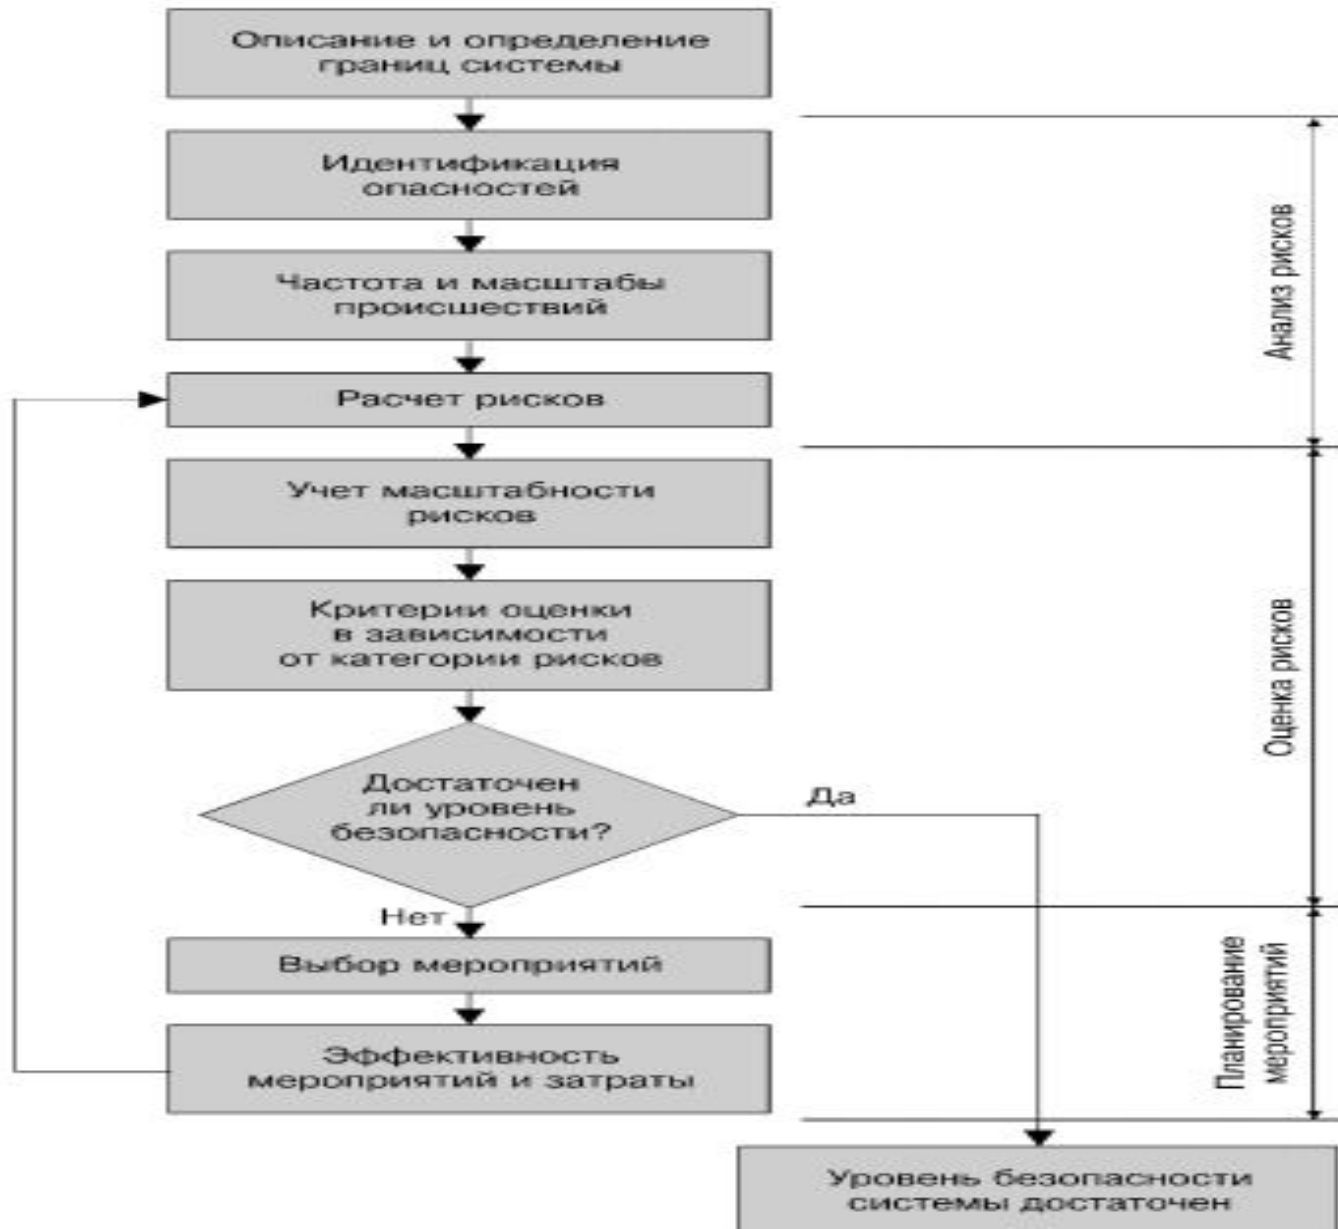 Описание и определение
границ системы
Идентификация
опасностей
Частота и масштабы
происшествий
Расчет рисков
Учет масштабности
рисков
Критерии оценки
в зависимости
от категории рисков
Достаточен
ли уровень
безопасности?
Да
Нет
Выбор мероприятий
Эффективность
мероприятий и затраты
Уровень безопасности
системы достаточен
Анализ рисков
Оценка рисков
Планирование
мероприятий